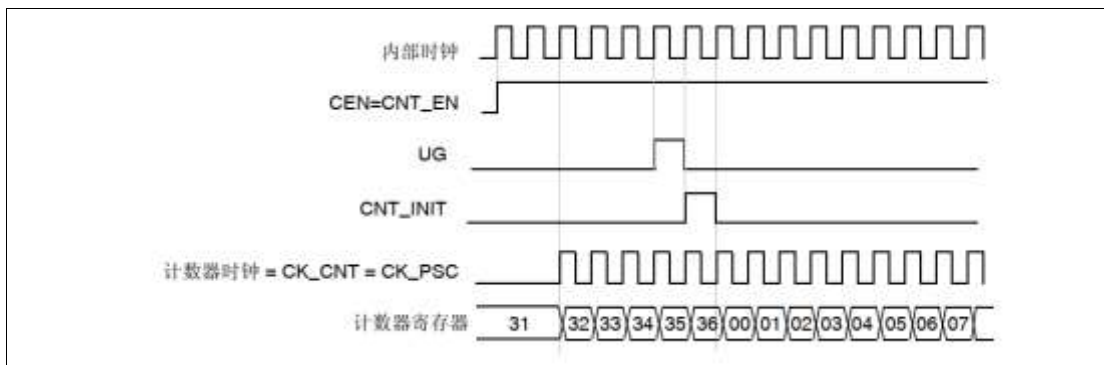 内部时钟
CEN=CNT_EN
UG
CNT_INIT
计数器时钟 = CK_CNT = CK_PSC
计数器寄存器 31 32 33 34 35 36 00 01 02 03 04 05 06 07